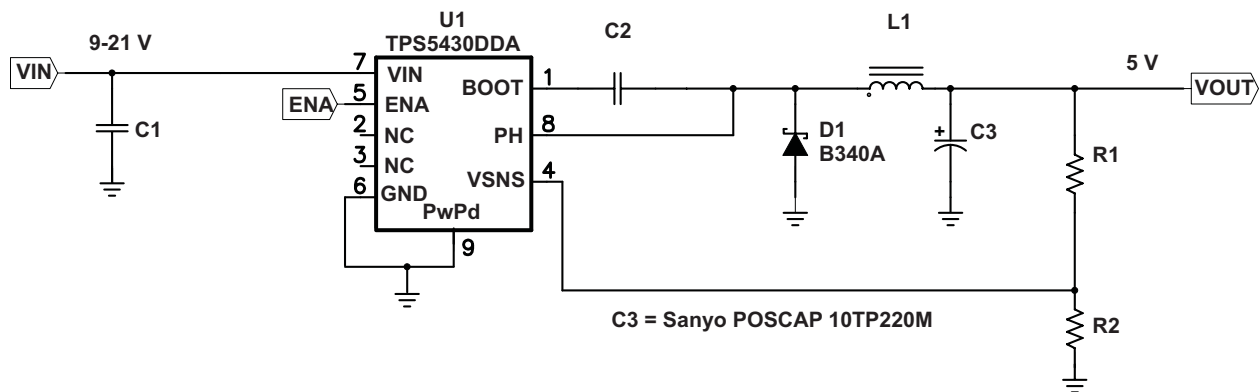 U1
TPS5430DDA
9-21 V
C2
L1
5 V
VIN
7
VIN
BOOT
1
VOUT
ENA
5
ENA
2
NC
PH
8
C1
D1
B340A
C3
R1
3
NC
VSNS
4
6
GND
PwPd
9
C3 = Sanyo POSCAP 10TP220M
R2